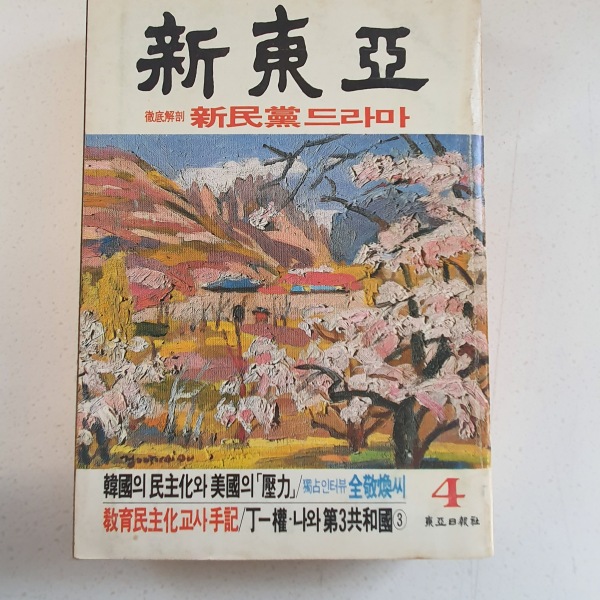 新東亞
徹底解剖 新民黨 드라마
韓國의 民主化와 美國의 「壓力」/獨占인터뷰 全敬煥씨
敎育民主化 교사手記/丁一權·나와 第3共和國③
4
東亞日報社